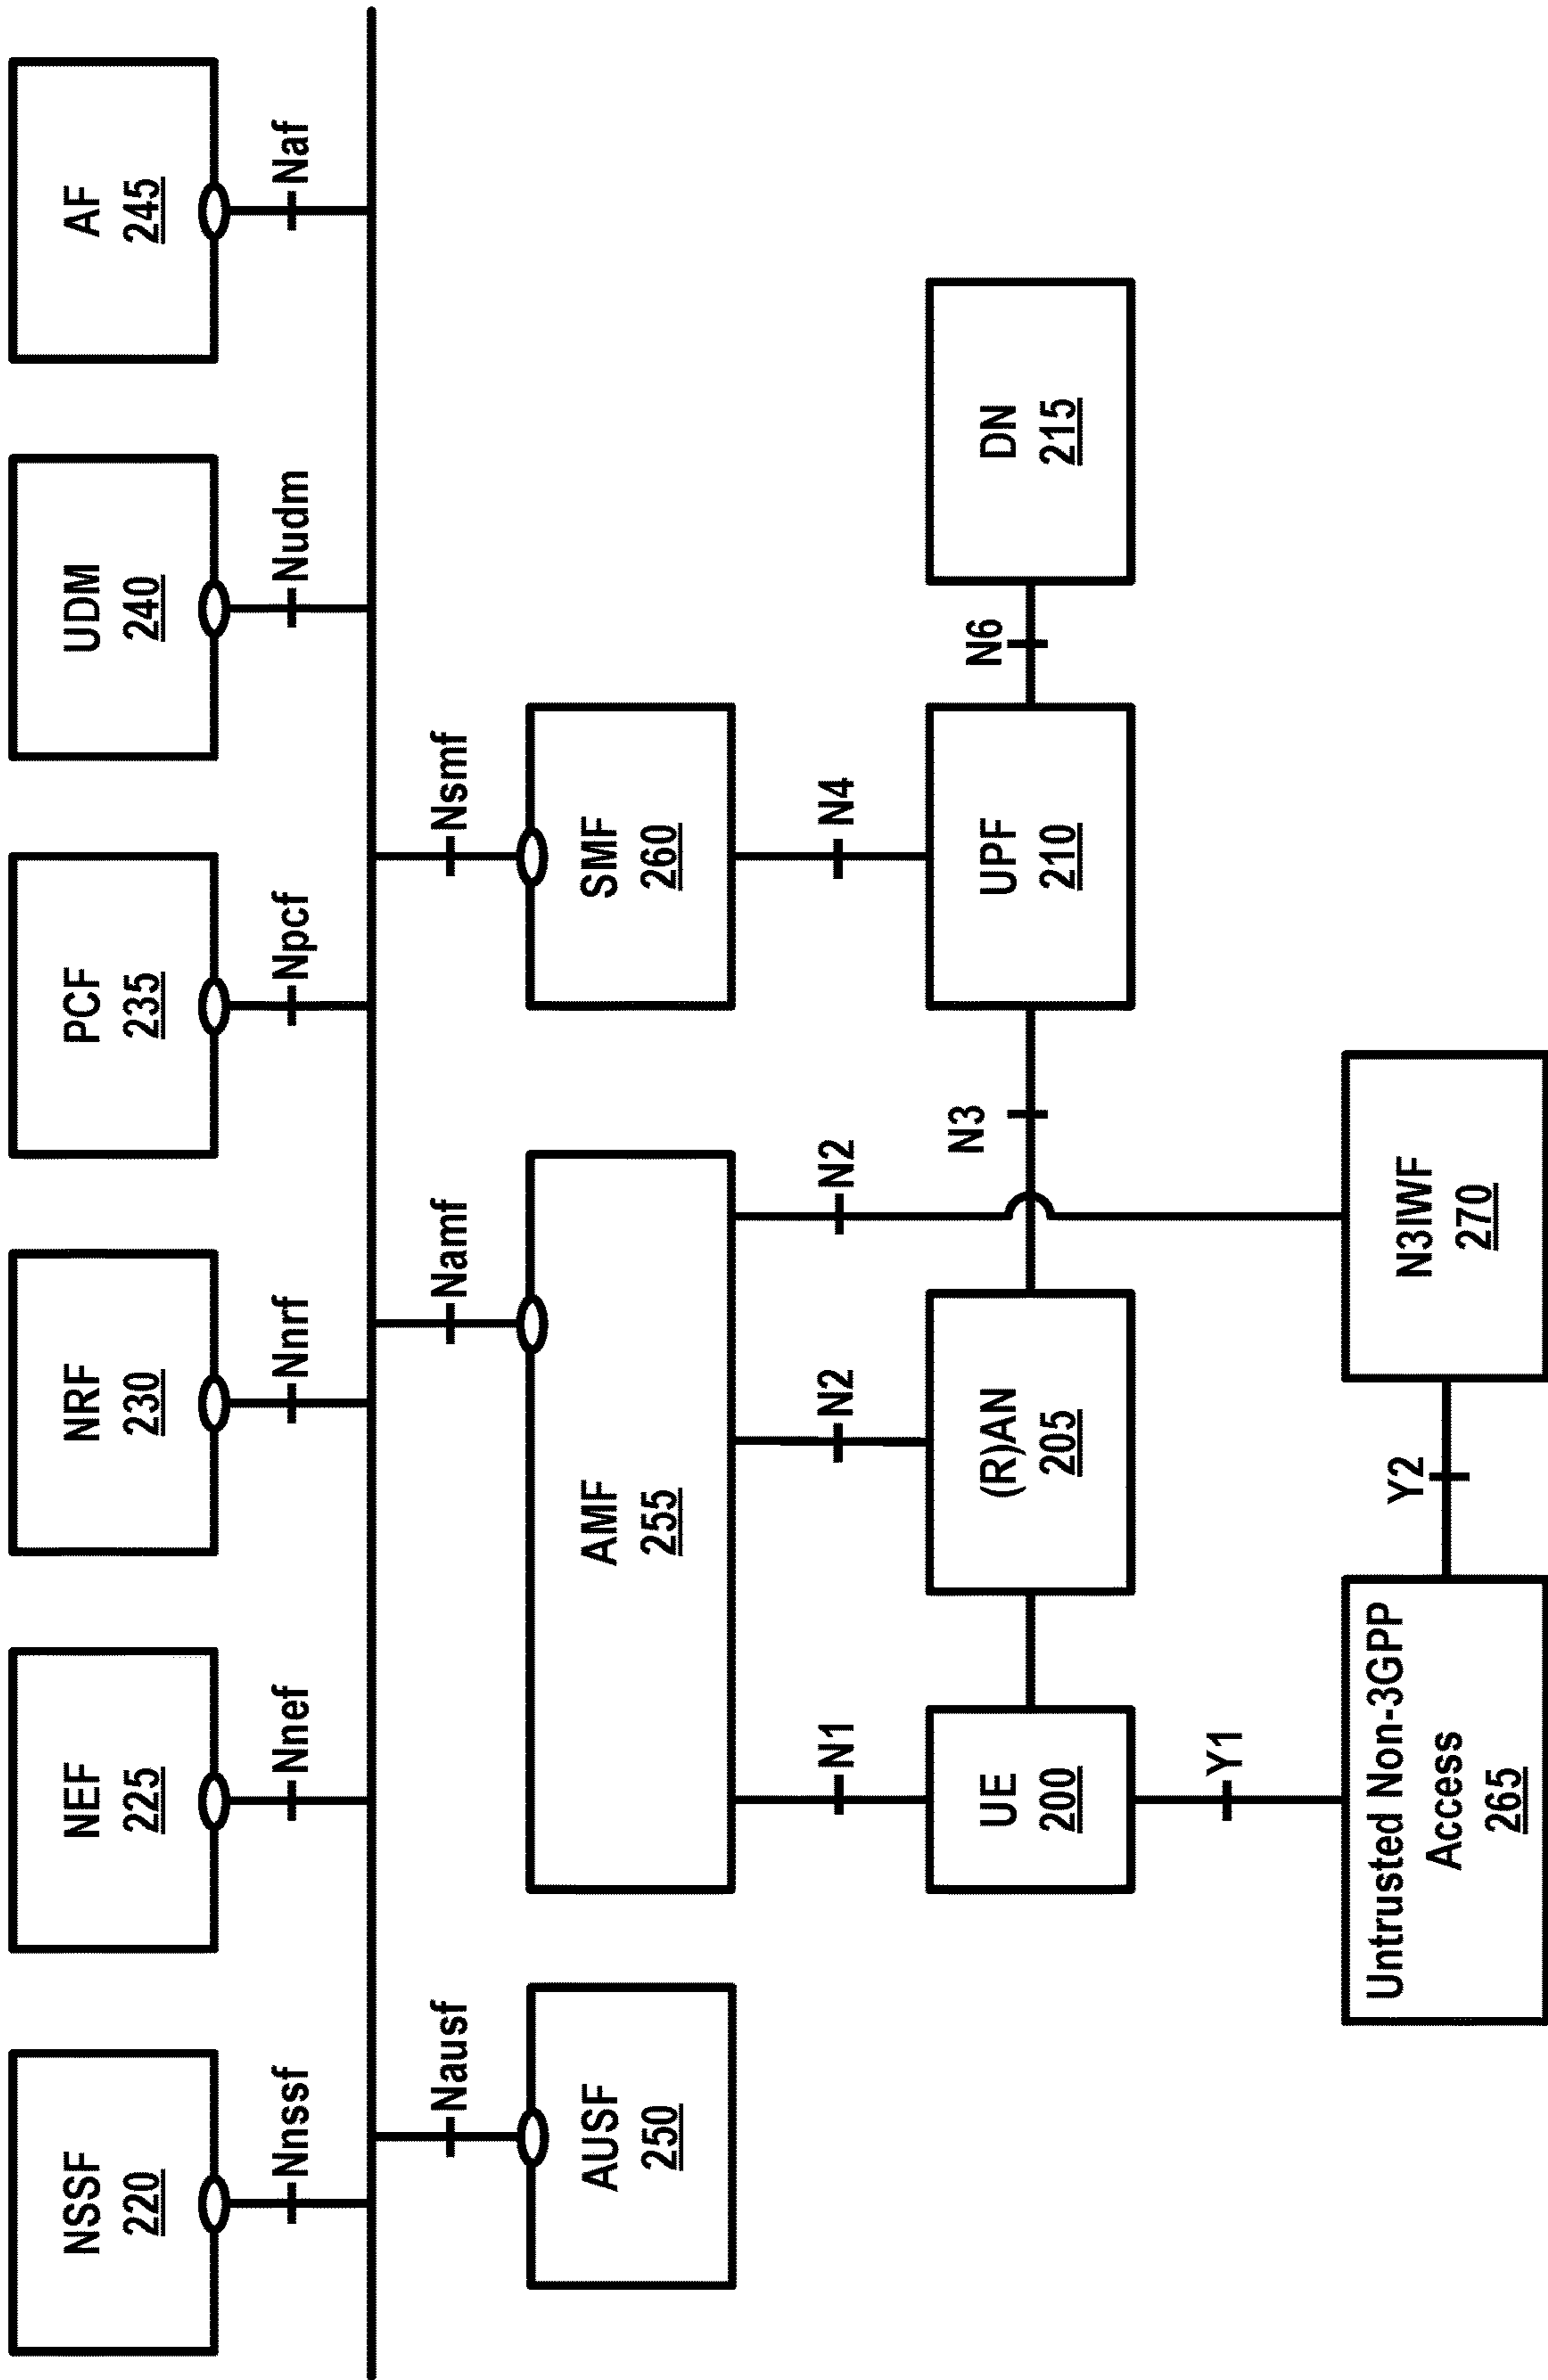 NSSF
220
NEF
225
NRF
230
PCF
235
UDM
240
AF
245
Nnssf
Nnef
Nnrf
Npcf
Nudm
Naf
Nausf
Namf
Nsmf
AUSF
250
AMF
255
SMF
260
N1
N2
N2
N4
UE
200
(R)AN
205
N3
UPF
210
N6
DN
215
Y1
Untrusted Non-3GPP
Access
265
Y2
N3IWF
270